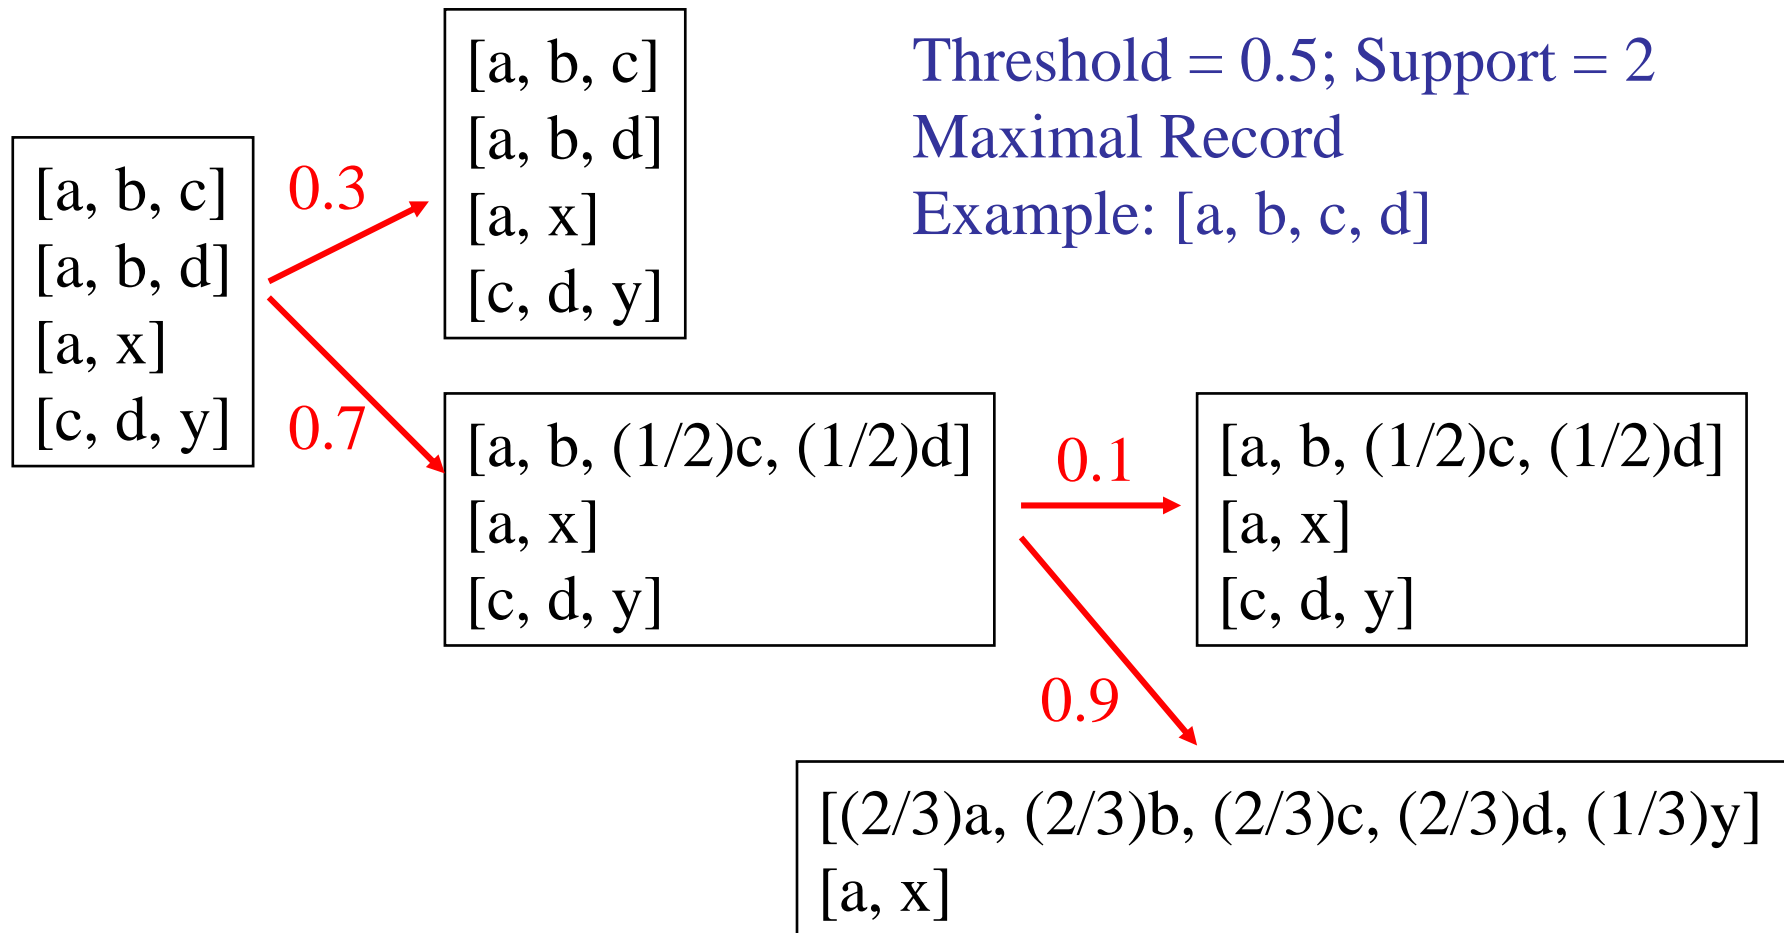 [a, b, c]
[a, b, d]
[a, x]
[c, d, y]
0.3
0.7
[a, b, c]
[a, b, d]
[a, x]
[c, d, y]
Threshold = 0.5; Support = 2
Maximal Record
Example: [a, b, c, d]
[a, b, (1/2)c, (1/2)d]
[a, x]
[c, d, y]
0.1
0.9
[a, b, (1/2)c, (1/2)d]
[a, x]
[c, d, y]
[(2/3)a, (2/3)b, (2/3)c, (2/3)d, (1/3)y]
[a, x]